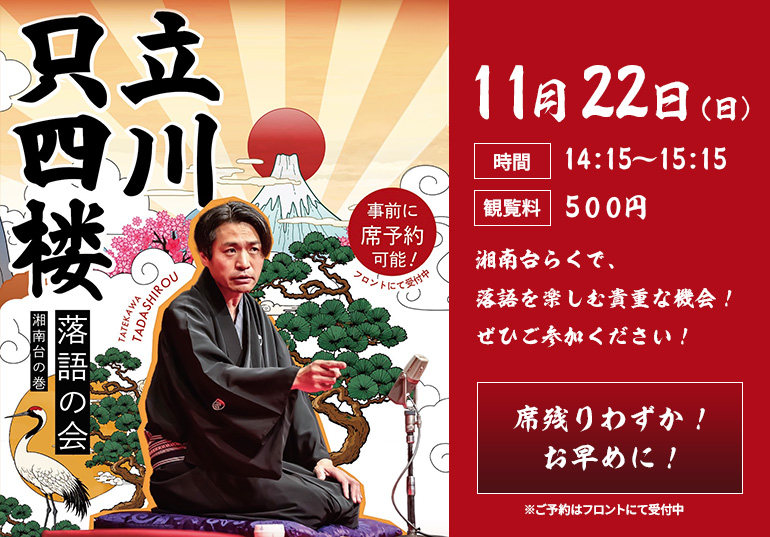 立川
只四楼
落語の会
湘南台の巻
TATEKAWA
TADASHIROU
事前に
席予約
可能！
フロントにて受付中
11月22日（日）
時間 14:15〜15:15
観覧料 500円
湘南台らくで、
落語を楽しむ貴重な機会！
ぜひご参加ください！
席残りわずか！
お早めに！
※ご予約はフロントにて受付中